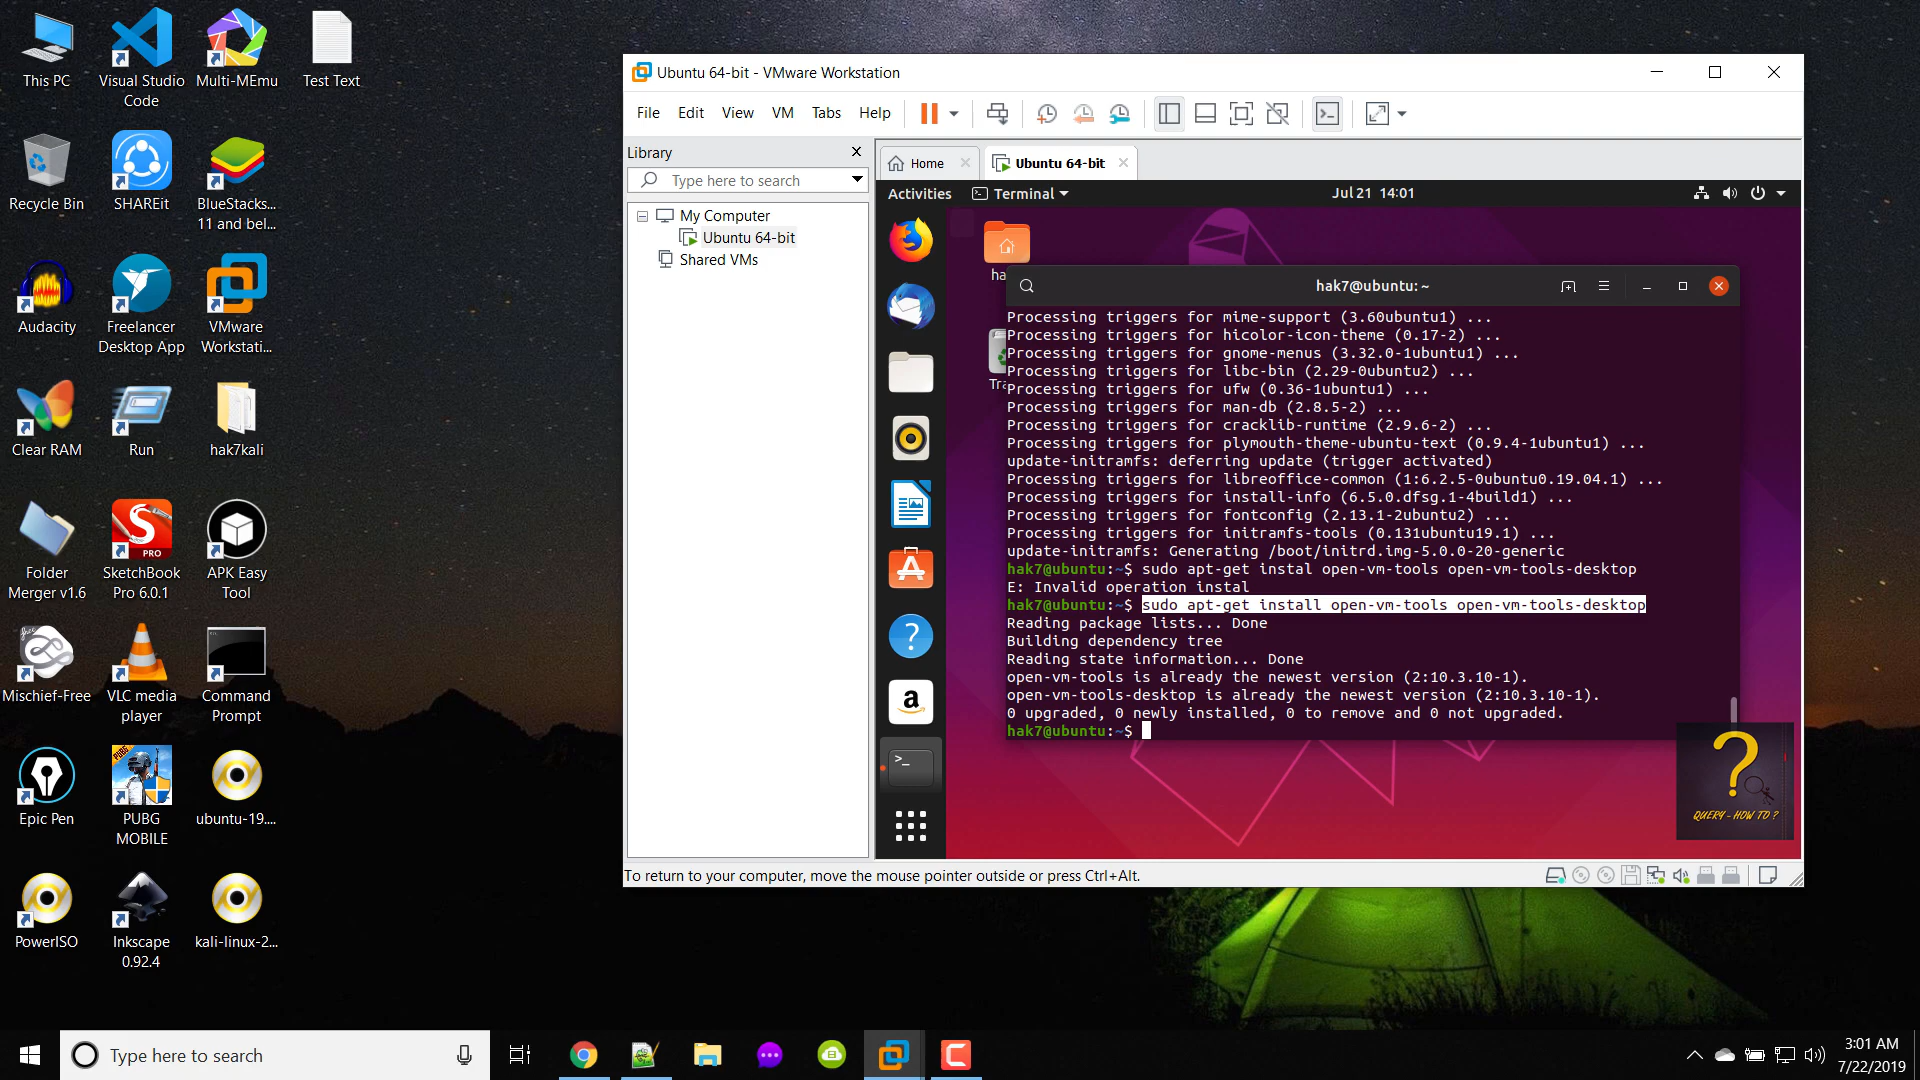 This PC
Visual Studio
Code
Multi-MEmu
Test Text
Recycle Bin
SHAREit
BlueStacks...
11 and bel...
Audacity
Freelancer
Desktop App
VMware
Workstati...
Clear RAM
Run
hak7kali
Folder
Merger v1.6
PRO
SketchBook
Pro 6.0.1
APK Easy
Tool
Mischief-Free
VLC media
player
Command
Prompt
Epic Pen
PUBG
MOBILE
ubuntu-19....
PowerISO
Inkscape
0.92.4
kali-linux-2...
Ubuntu 64-bit - VMware Workstation
File Edit View VM Tabs Help
Library
Type here to search
My Computer
Ubuntu 64-bit
Shared VMs
Home
Ubuntu 64-bit
Activities Terminal Jul 21 14:01
ha
Tra
hak7@ubuntu: ~
Processing triggers for mime-support (3.60ubuntu1) ...
Processing triggers for hicolor-icon-theme (0.17-2) ...
Processing triggers for gnome-menus (3.32.0-1ubuntu1) ...
Processing triggers for libc-bin (2.29-0ubuntu2) ...
Processing triggers for ufw (0.36-1ubuntu1) ...
Processing triggers for man-db (2.8.5-2) ...
Processing triggers for cracklib-runtime (2.9.6-2) ...
Processing triggers for plymouth-theme-ubuntu-text (0.9.4-1ubuntu1) ...
update-initramfs: deferring update (trigger activated)
Processing triggers for libreoffice-common (1:6.2.5-0ubuntu0.19.04.1) ...
Processing triggers for install-info (6.5.0.dfsg.1-4build1) ...
Processing triggers for fontconfig (2.13.1-2ubuntu2) ...
Processing triggers for initramfs-tools (0.131ubuntu19.1) ...
update-initramfs: Generating /boot/initrd.img-5.0.0-20-generic
hak7@ubuntu:~$ sudo apt-get instal open-vm-tools open-vm-tools-desktop
E: Invalid operation instal
hak7@ubuntu:~$ sudo apt-get install open-vm-tools open-vm-tools-desktop
Reading package lists... Done
Building dependency tree
Reading state information... Done
open-vm-tools is already the newest version (2:10.3.10-1).
open-vm-tools-desktop is already the newest version (2:10.3.10-1).
0 upgraded, 0 newly installed, 0 to remove and 0 not upgraded.
hak7@ubuntu:~$
?
QUERY - HOW TO ?
To return to your computer, move the mouse pointer outside or press Ctrl+Alt.
Type here to search
3:01 AM
7/22/2019